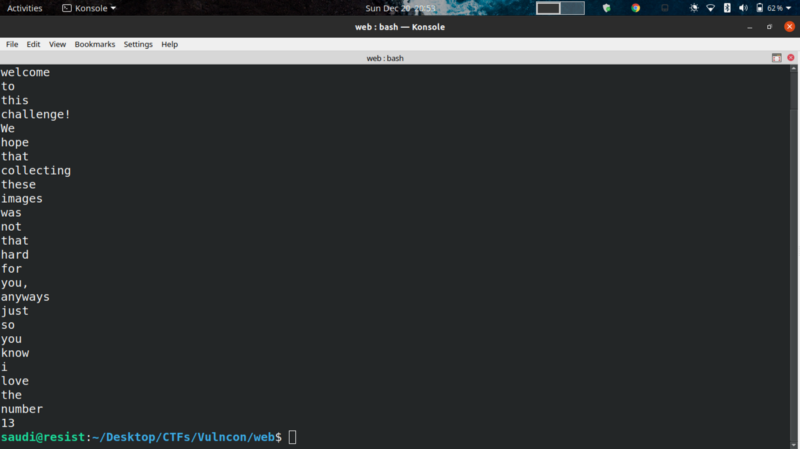 Activities Konsole Sun Dec 20 20:53 62 %
web : bash — Konsole
File Edit View Bookmarks Settings Help
web : bash
welcome
to
this
challenge!
We
hope
that
collecting
these
images
was
not
that
hard
for
you,
anyways
just
so
you
know
i
love
the
number
13
saudi@resist:~/Desktop/CTFs/Vulncon/web$